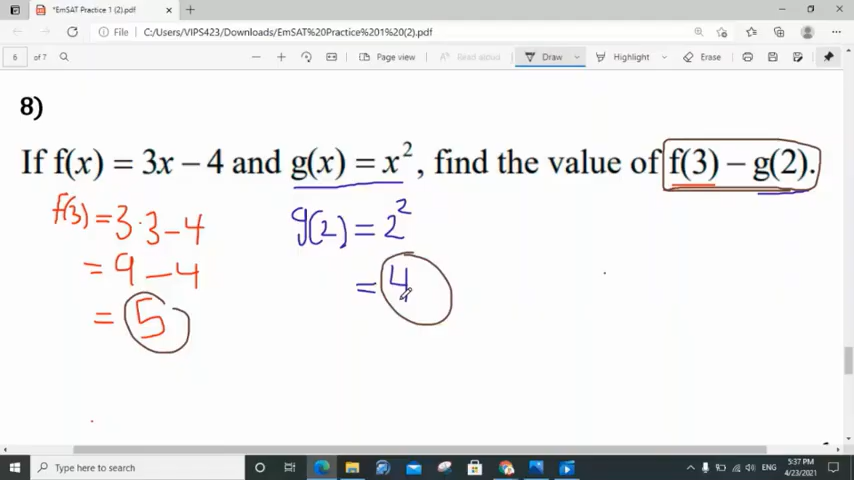 *EmSAT Practice 1 (2).pdf
File | C:/Users/VIPS423/Downloads/EmSAT%20Practice%201%20(2).pdf
6 of 7 Page view Read aloud Draw Highlight Erase
8)
If f(x) = 3x − 4 and g(x) = x², find the value of f(3) − g(2).
f(3) = 3·3 − 4
= 9 − 4
= 5
g(2) = 2²
= 4
Type here to search
ENG
5:37 PM
4/23/2021